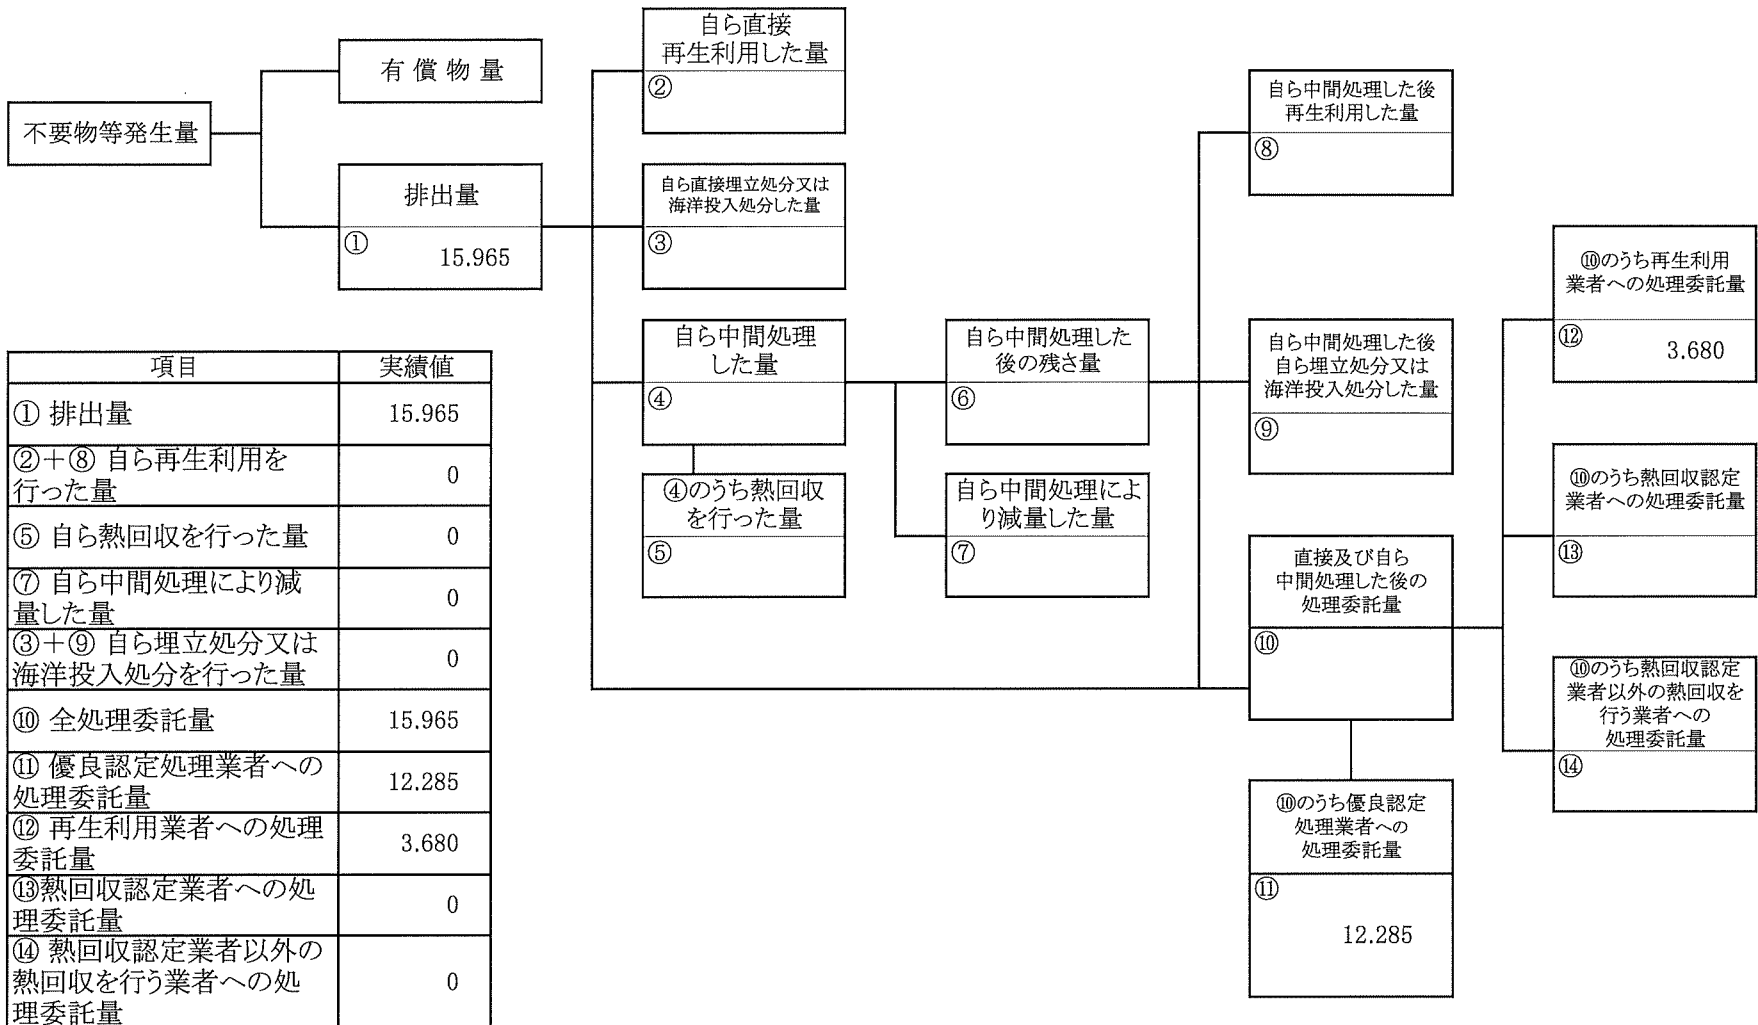 不要物等発生量
有償物量
排出量
①
15.965
自ら直接
再生利用した量
②
自ら直接埋立処分又は
海洋投入処分した量
③
自ら中間処理
した量
④
④のうち熱回収
を行った量
⑤
自ら中間処理した
後の残さ量
⑥
自ら中間処理によ
り減量した量
⑦
自ら中間処理した後
再生利用した量
⑧
自ら中間処理した後
自ら埋立処分又は
海洋投入処分した量
⑨
直接及び自ら
中間処理した後の
処理委託量
⑩
⑩のうち優良認定
処理業者への
処理委託量
⑪
12.285
⑩のうち再生利用
業者への処理委託量
⑫
3.680
⑩のうち熱回収認定
業者への処理委託量
⑬
⑩のうち熱回収認定
業者以外の熱回収を
行う業者への
処理委託量
⑭
項目 実績値
① 排出量 15.965
②+⑧ 自ら再生利用を
行った量 0
⑤ 自ら熱回収を行った量 0
⑦ 自ら中間処理により減
量した量 0
③+⑨ 自ら埋立処分又は
海洋投入処分を行った量 0
⑩ 全処理委託量 15.965
⑪ 優良認定処理業者への
処理委託量 12.285
⑫ 再生利用業者への処理
委託量 3.680
⑬熱回収認定業者への処
理委託量 0
⑭ 熱回収認定業者以外の
熱回収を行う業者への処
理委託量 0